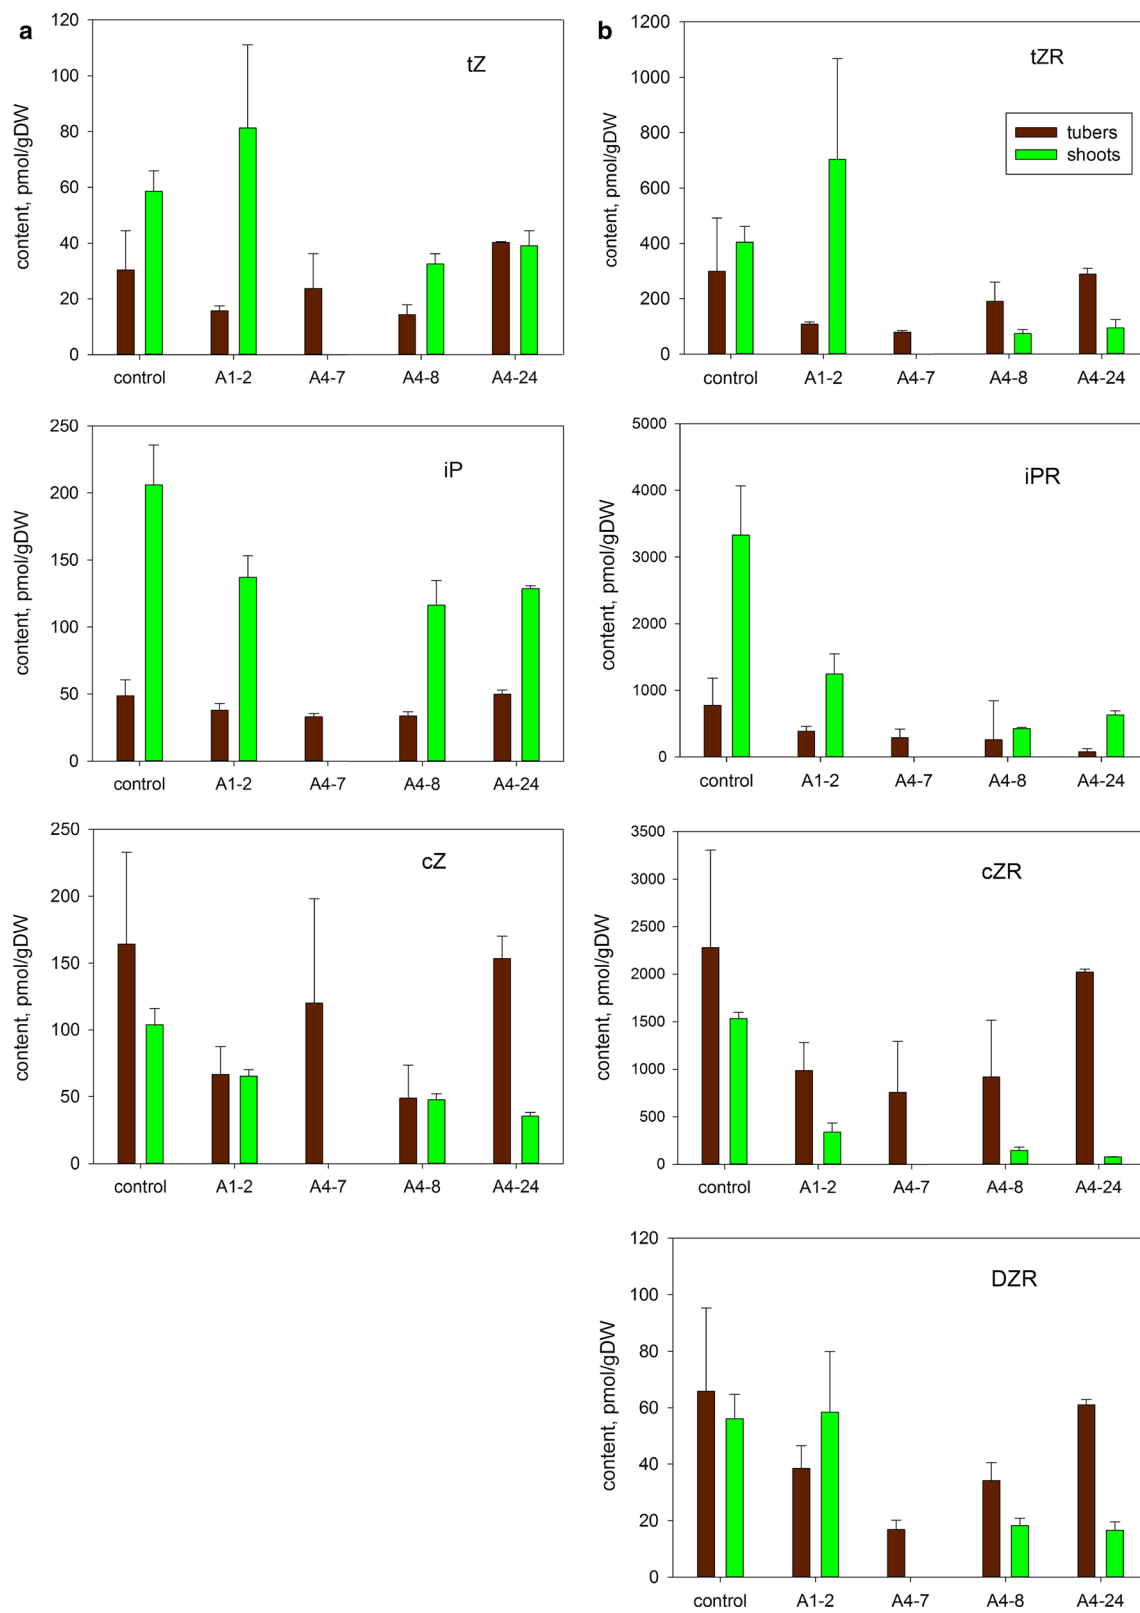 a
tZ
content, pmol/gDW
120
100
80
60
40
20
0
control A1-2 A4-7 A4-8 A4-24
b
tZR
tubers
shoots
content, pmol/gDW
1200
1000
800
600
400
200
0
control A1-2 A4-7 A4-8 A4-24
iP
content, pmol/gDW
250
200
150
100
50
0
control A1-2 A4-7 A4-8 A4-24
iPR
content, pmol/gDW
5000
4000
3000
2000
1000
0
control A1-2 A4-7 A4-8 A4-24
cZ
content, pmol/gDW
250
200
150
100
50
0
control A1-2 A4-7 A4-8 A4-24
cZR
content, pmol/gDW
3500
3000
2500
2000
1500
1000
500
0
control A1-2 A4-7 A4-8 A4-24
DZR
content, pmol/gDW
120
100
80
60
40
20
0
control A1-2 A4-7 A4-8 A4-24